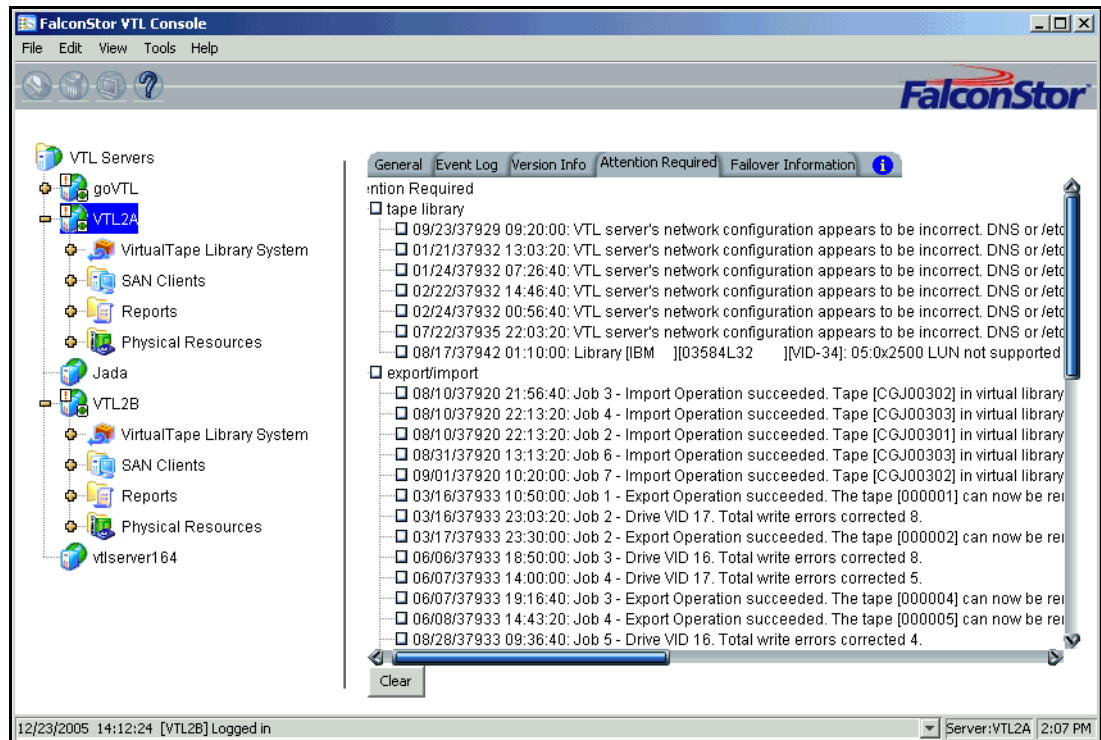 FalconStor VTL Console
File Edit View Tools Help
FalconStor
VTL Servers
goVTL
VTL2A
VirtualTape Library System
SAN Clients
Reports
Physical Resources
Jada
VTL2B
VirtualTape Library System
SAN Clients
Reports
Physical Resources
vtlserver164
General Event Log Version Info Attention Required Failover Information
ntion Required
tape library
09/23/37929 09:20:00: VTL server's network configuration appears to be incorrect. DNS or /etc
01/21/37932 13:03:20: VTL server's network configuration appears to be incorrect. DNS or /etc
01/24/37932 07:26:40: VTL server's network configuration appears to be incorrect. DNS or /etc
02/22/37932 14:46:40: VTL server's network configuration appears to be incorrect. DNS or /etc
02/24/37932 00:56:40: VTL server's network configuration appears to be incorrect. DNS or /etc
07/22/37935 22:03:20: VTL server's network configuration appears to be incorrect. DNS or /etc
08/17/37942 01:10:00: Library [IBM ][03584L32 ][VID-34]: 05:0x2500 LUN not supported
export/import
08/10/37920 21:56:40: Job 3 - Import Operation succeeded. Tape [CGJ00302] in virtual library
08/10/37920 22:13:20: Job 4 - Import Operation succeeded. Tape [CGJ00303] in virtual library
08/10/37920 22:13:20: Job 2 - Import Operation succeeded. Tape [CGJ00301] in virtual library
08/31/37920 13:13:20: Job 6 - Import Operation succeeded. Tape [CGJ00303] in virtual library
09/01/37920 10:20:00: Job 7 - Import Operation succeeded. Tape [CGJ00302] in virtual library
03/16/37933 10:50:00: Job 1 - Export Operation succeeded. The tape [000001] can now be rei
03/16/37933 23:03:20: Job 2 - Drive VID 17. Total write errors corrected 8.
03/17/37933 23:30:00: Job 2 - Export Operation succeeded. The tape [000002] can now be rei
06/06/37933 18:50:00: Job 3 - Drive VID 16. Total write errors corrected 8.
06/07/37933 14:00:00: Job 4 - Drive VID 17. Total write errors corrected 5.
06/07/37933 19:16:40: Job 3 - Export Operation succeeded. The tape [000004] can now be rei
06/08/37933 14:43:20: Job 4 - Export Operation succeeded. The tape [000005] can now be rei
08/28/37933 09:36:40: Job 5 - Drive VID 16. Total write errors corrected 4.
Clear
12/23/2005 14:12:24 [VTL2B] Logged in
Server:VTL2A 2:07 PM